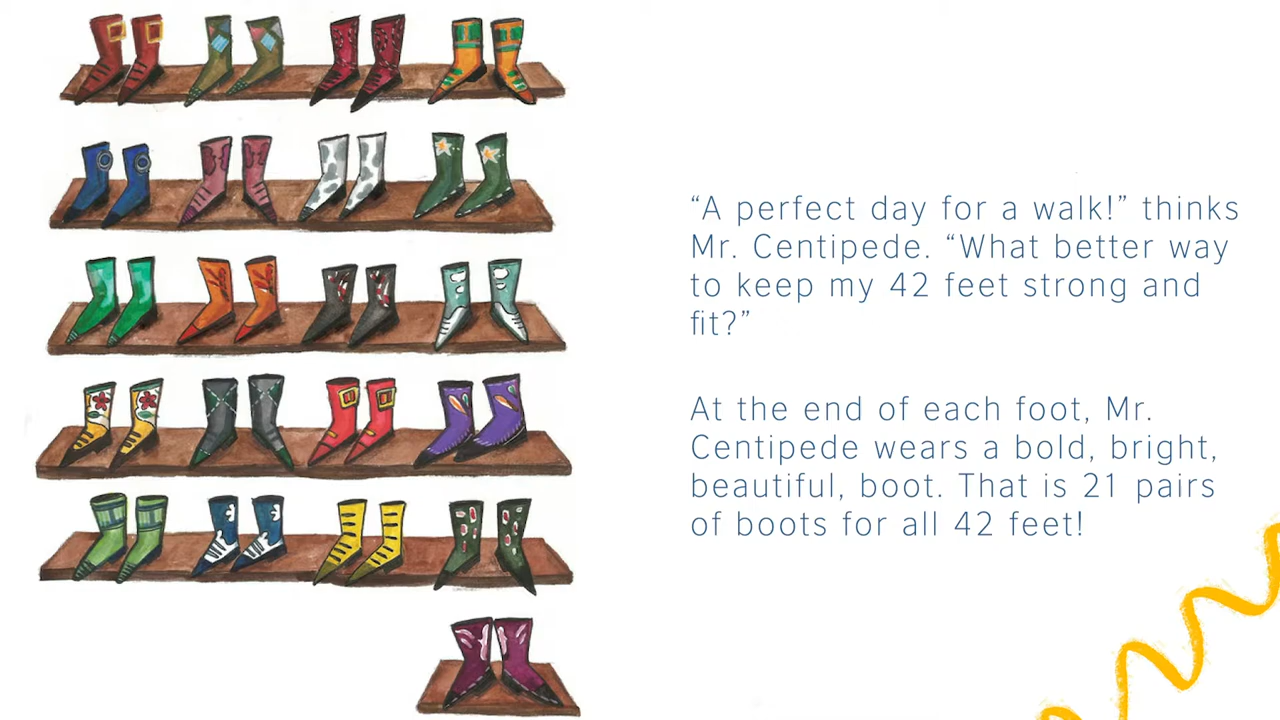 “A perfect day for a walk!” thinks
Mr. Centipede. “What better way
to keep my 42 feet strong and
fit?”
At the end of each foot, Mr.
Centipede wears a bold, bright,
beautiful, boot. That is 21 pairs
of boots for all 42 feet!